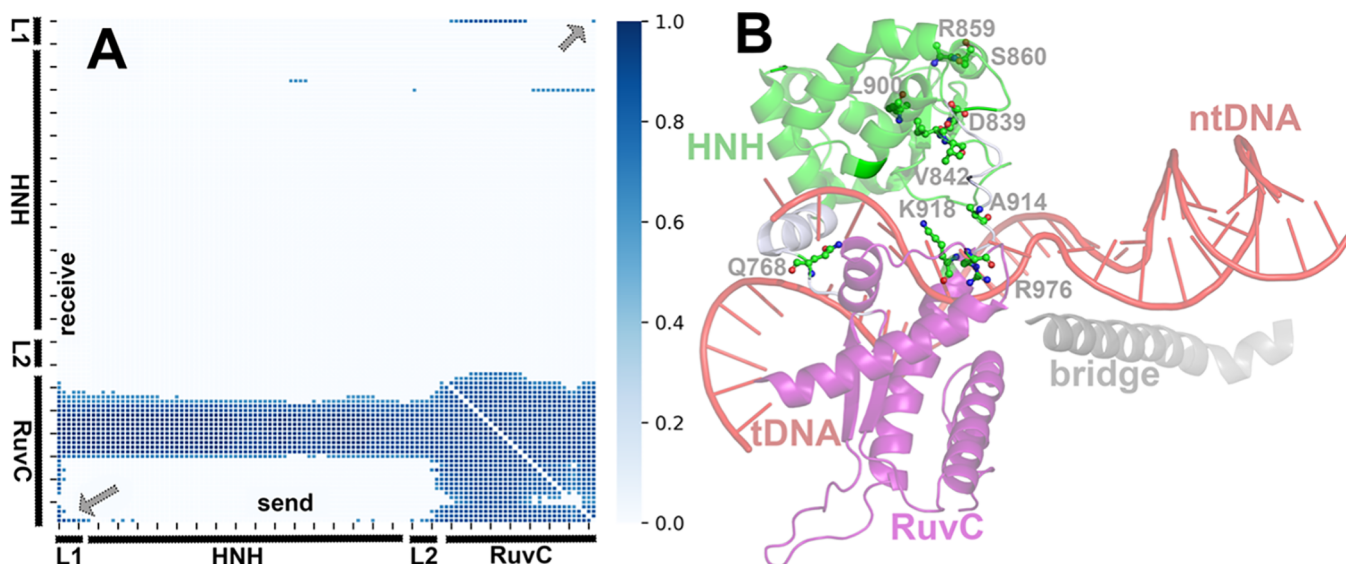 A
L1
HNH
L2
RuvC
receive
send
L1
HNH
L2
RuvC
1.0
0.8
0.6
0.4
0.2
0.0
B
R859
S860
L900
D839
HNH
V842
ntDNA
K918
A914
Q768
R976
bridge
tDNA
RuvC